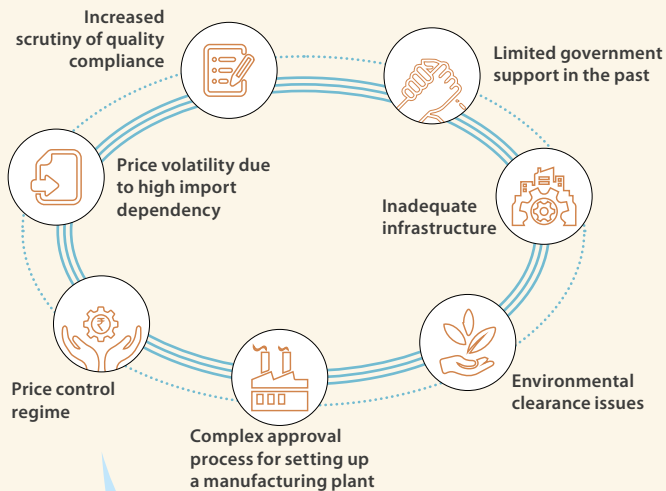 Increased
scrutiny of quality
compliance
Limited government
support in the past
Price volatility due
to high import
dependency
Inadequate
infrastructure
₹
Price control
regime
Environmental
clearance issues
Complex approval
process for setting up
a manufacturing plant